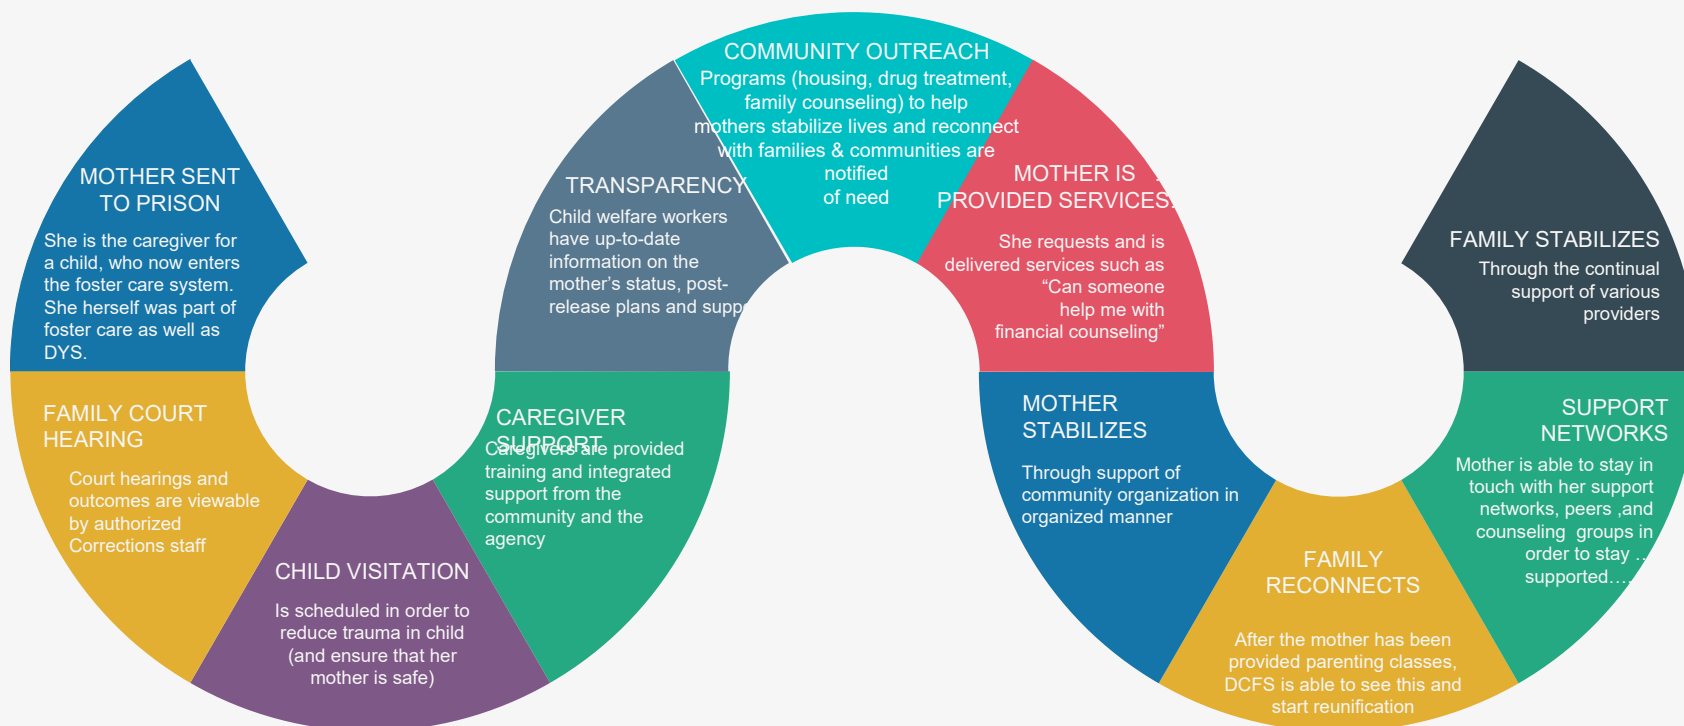 MOTHER SENT
TO PRISON
She is the caregiver for
a child, who now enters
the foster care system.
She herself was part of
foster care as well as
DYS.
FAMILY COURT
HEARING
Court hearings and
outcomes are viewable
by authorized
Corrections staff
CHILD VISITATION
Is scheduled in order to
reduce trauma in child
(and ensure that her
mother is safe)
CAREGIVER
SUPPORT
Caregivers are provided
training and integrated
support from the
community and the
agency
TRANSPARENCY
Child welfare workers
have up-to-date
information on the
mother’s status, post-
release plans and
COMMUNITY OUTREACH
Programs (housing, drug treatment,
family counseling) to help
mothers stabilize lives and reconnect
with families & communities are
notified
of need
MOTHER IS
PROVIDED SERVICES
She requests and is
delivered services such as
“Can someone
help me with
financial counseling”
MOTHER
STABILIZES
Through support of
community organization in
organized manner
FAMILY
RECONNECTS
After the mother has been
provided parenting classes,
DCFS is able to see this and
start reunification
SUPPORT
NETWORKS
Mother is able to stay in
touch with her support
networks, peers ,and
counseling  groups in
order to stay ..
supported….
FAMILY STABILIZES
Through the continual
support of various
providers